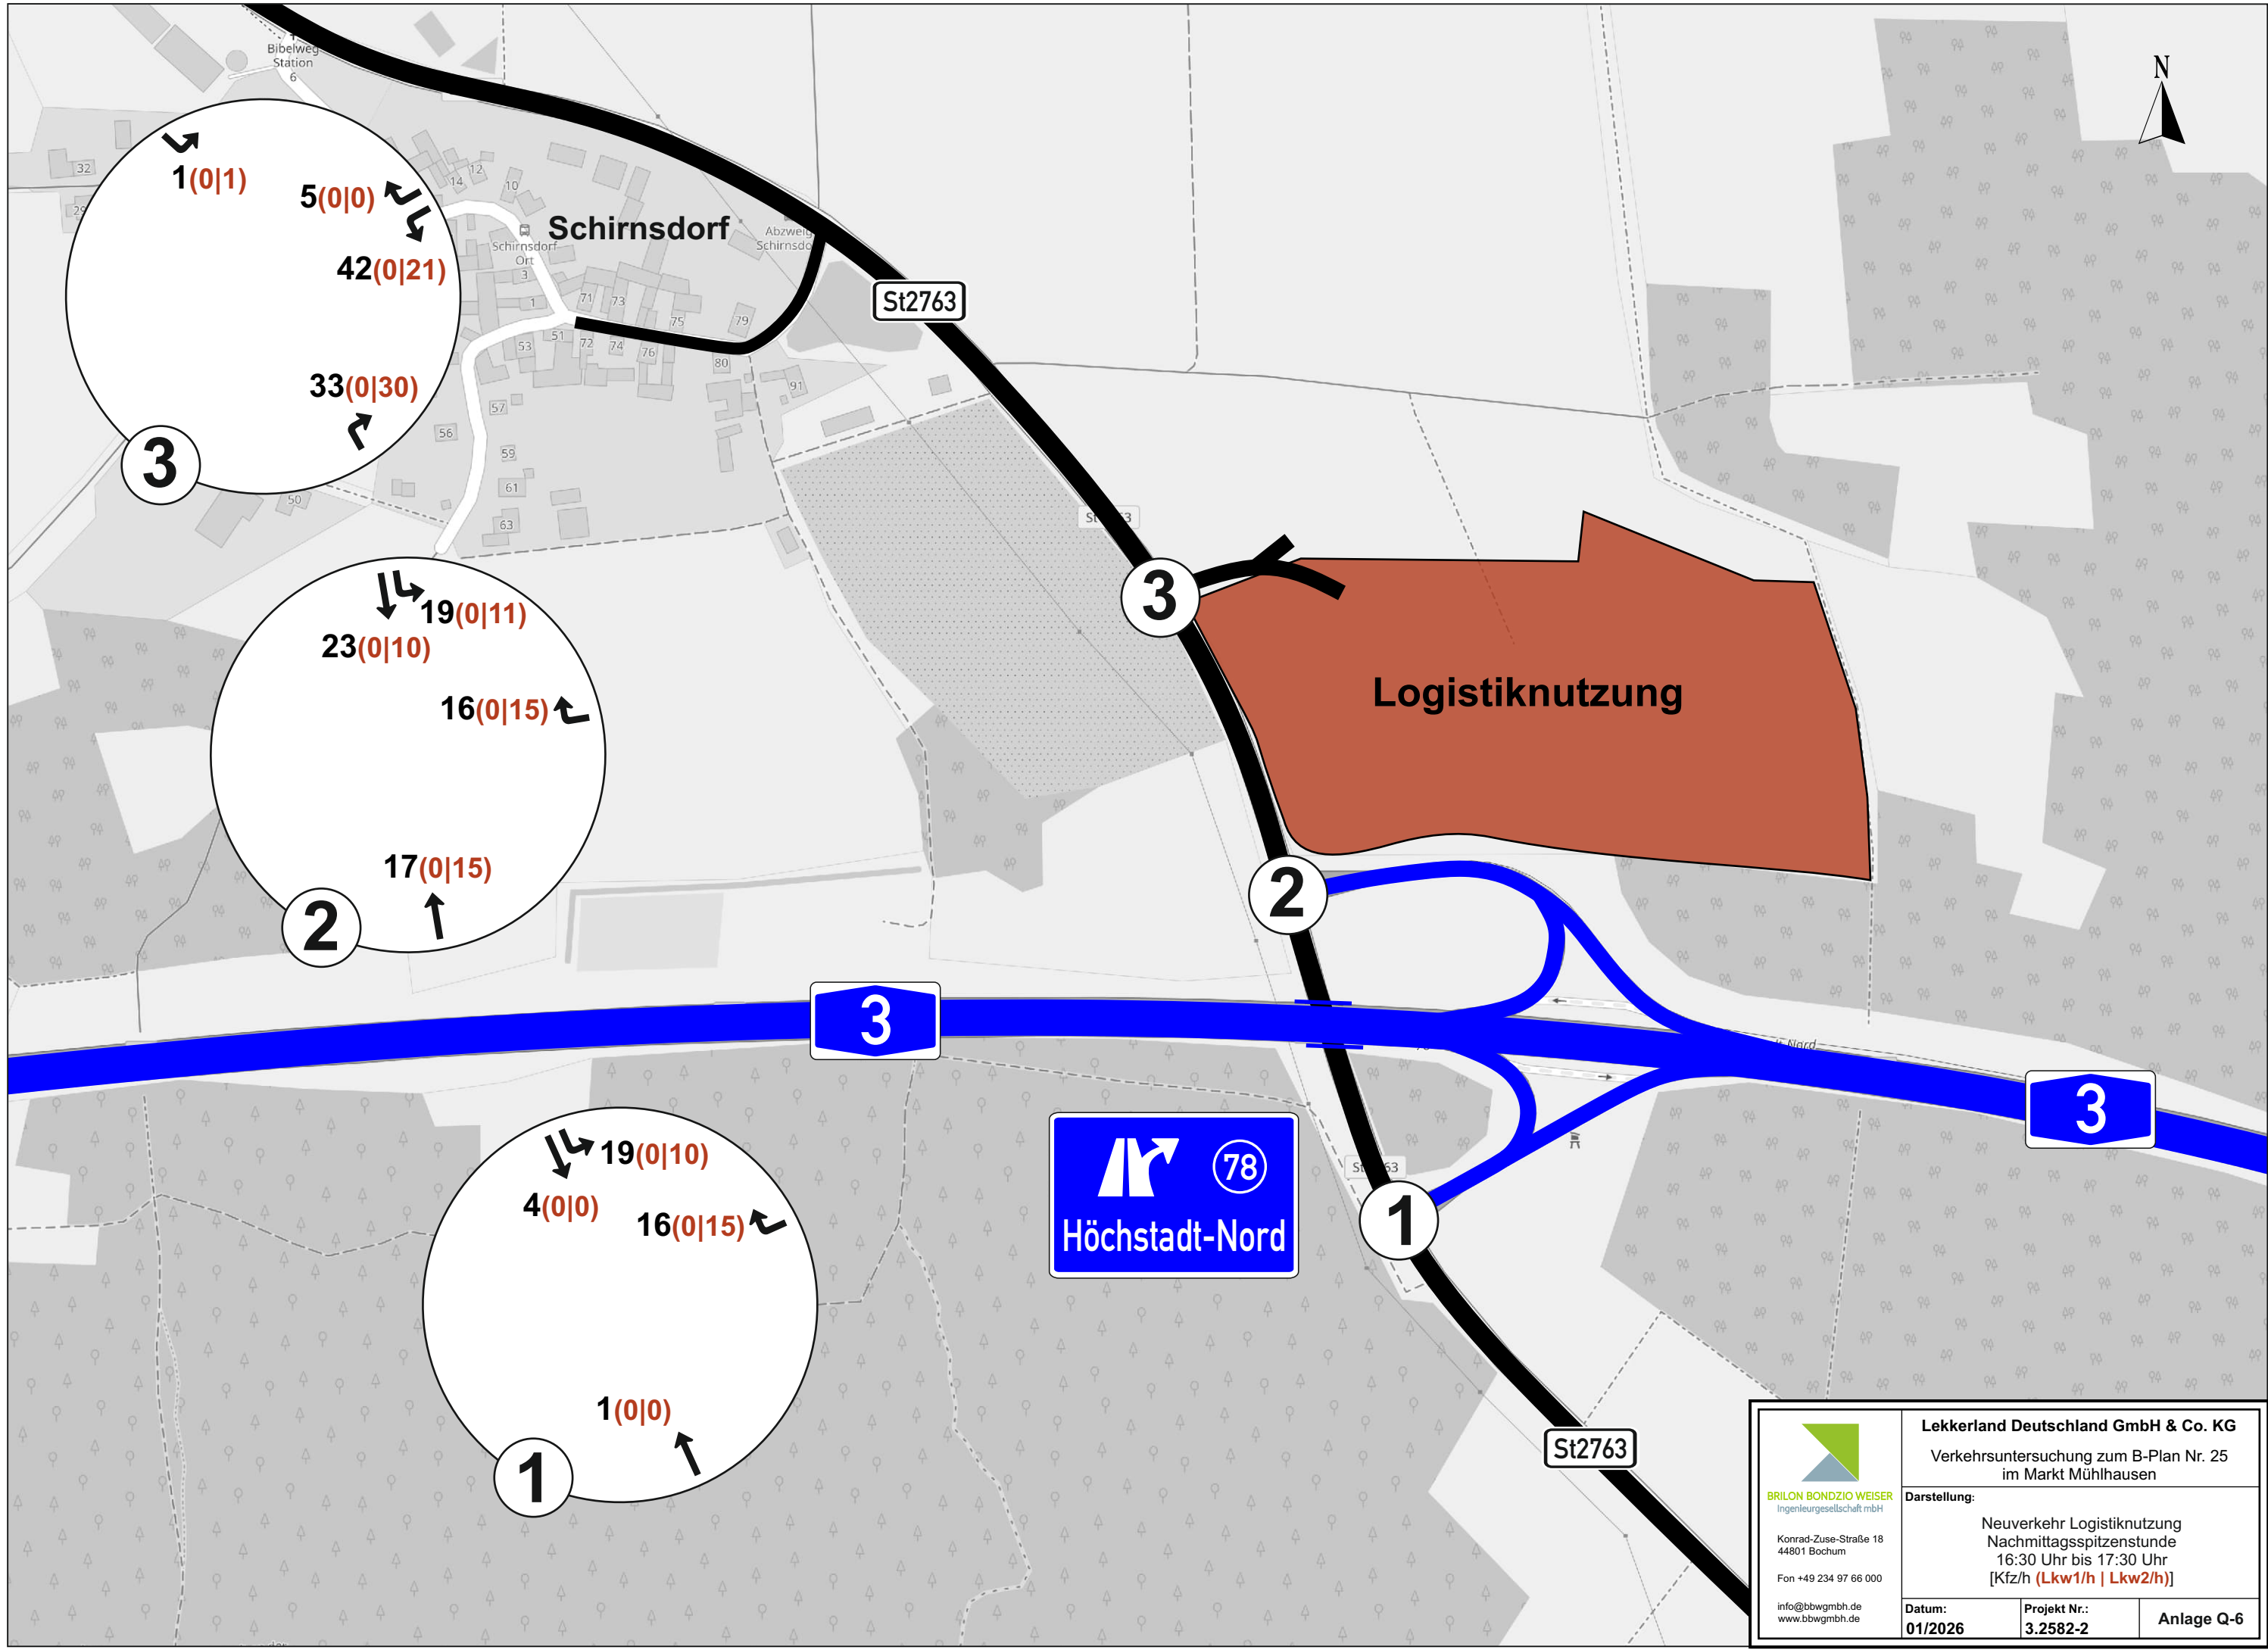 Bibelweg
Station
6
N
32
29
12
14
10
1(0|1)
5(0|0)
42(0|21)
33(0|30)
3
Schirnsdorf
Schirnsdorf
Ort
3
Abzweig
St2763
1
71
73
75
79
51
53
72
74
76
80
91
57
56
59
61
63
50
3
Logistiknutzung
19(0|11)
23(0|10)
16(0|15)
17(0|15)
2
2
3
3
19(0|10)
4(0|0)
16(0|15)
1(0|0)
1
78
Höchstadt-Nord
1
St2763
Lekkerland Deutschland GmbH & Co. KG
Verkehrsuntersuchung zum B-Plan Nr. 25
im Markt Mühlhausen
BRILON BONDZIO WEISER
Ingenieurgesellschaft mbH
Konrad-Zuse-Straße 18
44801 Bochum
Fon +49 234 97 66 000
info@bbwgmbh.de
www.bbwgmbh.de
Darstellung:
Neuverkehr Logistiknutzung
Nachmittagsspitzenstunde
16:30 Uhr bis 17:30 Uhr
[Kfz/h (Lkw1/h | Lkw2/h)]
Datum:
01/2026
Projekt Nr.:
3.2582-2
Anlage Q-6